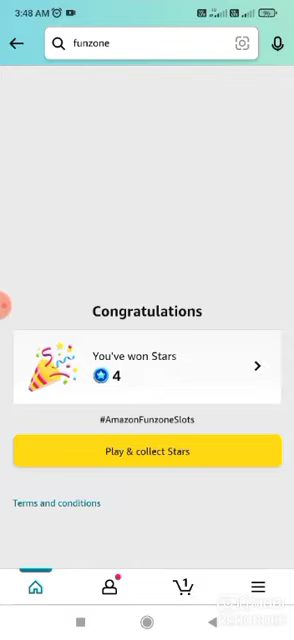 3:48 AM
funzone
Congratulations
You've won Stars
4
#AmazonFunzoneSlots
Play & collect Stars
Terms and conditions
1